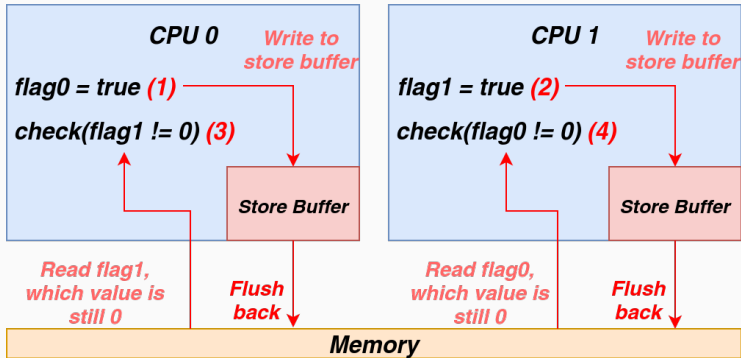 CPU 0
Write to
store buffer
flag0 = true (1)
check(flag1 != 0) (3)
Store Buffer
Read flag1,
which value is
still 0
Flush
back
CPU 1
Write to
store buffer
flag1 = true (2)
check(flag0 != 0) (4)
Store Buffer
Read flag0,
which value is
still 0
Flush
back
Memory